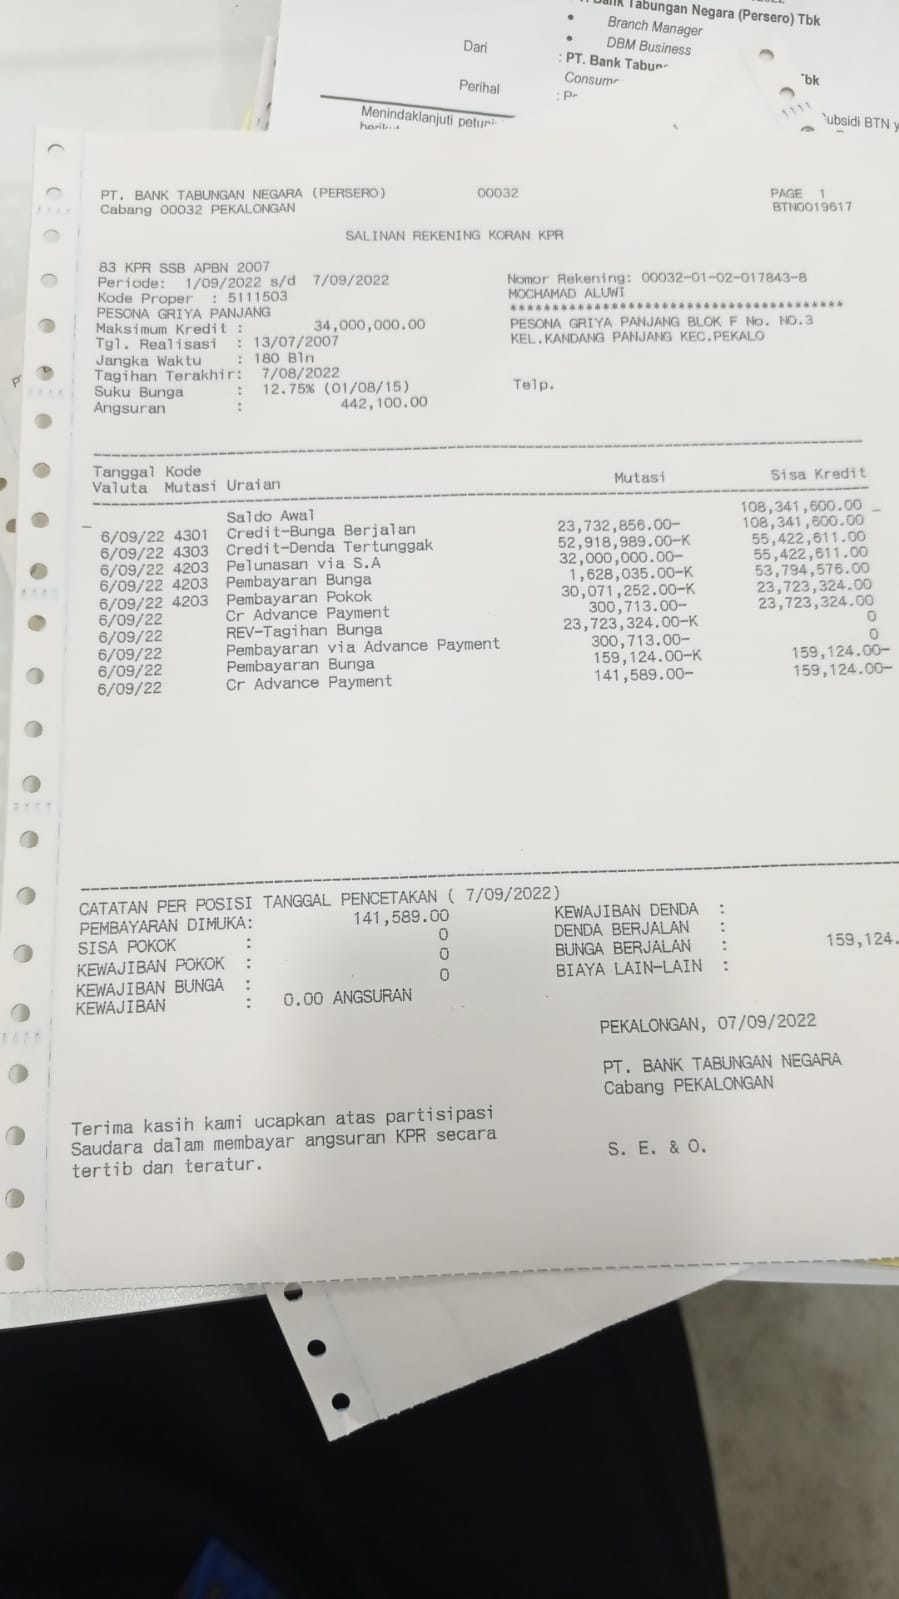 Bank Tabungan Negara (Persero) Tbk
• Branch Manager
• DBM Business
Dari : PT. Bank
Perihal :
Menindaklanjuti
ubsidi BTN
PT. BANK TABUNGAN NEGARA (PERSERO) 00032 PAGE 1
Cabang 00032 PEKALONGAN BTN0019617
SALINAN REKENING KORAN KPR
83 KPR SSB APBN 2007
Periode: 1/09/2022 s/d 7/09/2022 Nomor Rekening: 00032-01-02-017843-8
Kode Proper : 5111503 MOCHAMAD ALUWI
PESONA GRIYA PANJANG ****************************************
Maksimum Kredit : 34,000,000.00 PESONA GRIYA PANJANG BLOK F No. NO.3
Tgl. Realisasi : 13/07/2007 KEL.KANDANG PANJANG KEC.PEKALO
Jangka Waktu : 180 Bln
Tagihan Terakhir: 7/08/2022
Suku Bunga : 12.75% (01/08/15) Telp.
Angsuran : 442,100.00
Tanggal Kode
Valuta Mutasi Uraian Mutasi Sisa Kredit
Saldo Awal 108,341,600.00
6/09/22 4301 Credit-Bunga Berjalan 23,732,856.00- 108,341,600.00
6/09/22 4303 Credit-Denda Tertunggak 52,918,989.00-K 55,422,611.00
6/09/22 4203 Pelunasan via S.A 32,000,000.00- 55,422,611.00
6/09/22 4203 Pembayaran Bunga 1,628,035.00-K 53,794,576.00
6/09/22 4203 Pembayaran Pokok 30,071,252.00-K 23,723,324.00
6/09/22 Cr Advance Payment 300,713.00- 23,723,324.00
6/09/22 REV-Tagihan Bunga 23,723,324.00-K 0
6/09/22 Pembayaran via Advance Payment 300,713.00- 0
6/09/22 Pembayaran Bunga 159,124.00-K 159,124.00-
6/09/22 Cr Advance Payment 141,589.00- 159,124.00-
CATATAN PER POSISI TANGGAL PENCETAKAN ( 7/09/2022)
PEMBAYARAN DIMUKA: 141,589.00 KEWAJIBAN DENDA :
SISA POKOK : 0 DENDA BERJALAN :
KEWAJIBAN POKOK : 0 BUNGA BERJALAN : 159,124.
KEWAJIBAN BUNGA : 0 BIAYA LAIN-LAIN :
KEWAJIBAN : 0.00 ANGSURAN
PEKALONGAN, 07/09/2022
PT. BANK TABUNGAN NEGARA
Cabang PEKALONGAN
Terima kasih kami ucapkan atas partisipasi
Saudara dalam membayar angsuran KPR secara
tertib dan teratur.
S. E. & O.